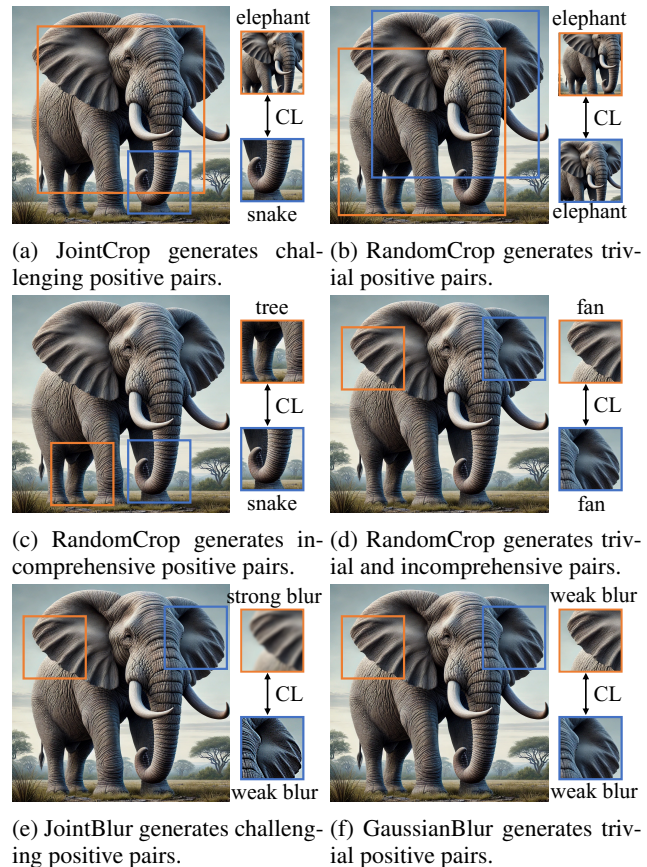 elephant
CL
snake
elephant
CL
elephant
(a) JointCrop generates chal-
lenging positive pairs.
(b) RandomCrop generates triv-
ial positive pairs.
tree
CL
snake
fan
CL
fan
(c) RandomCrop generates in-
comprehensive positive pairs.
(d) RandomCrop generates triv-
ial and incomprehensive pairs.
strong blur
CL
weak blur
weak blur
CL
weak blur
(e) JointBlur generates challeng-
ing positive pairs.
(f) GaussianBlur generates triv-
ial positive pairs.